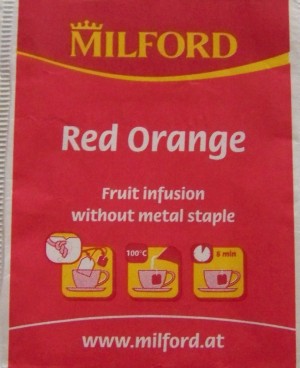 MILFORD
Red Orange
Fruit infusion
without metal staple
100°C
8 min
www.milford.at